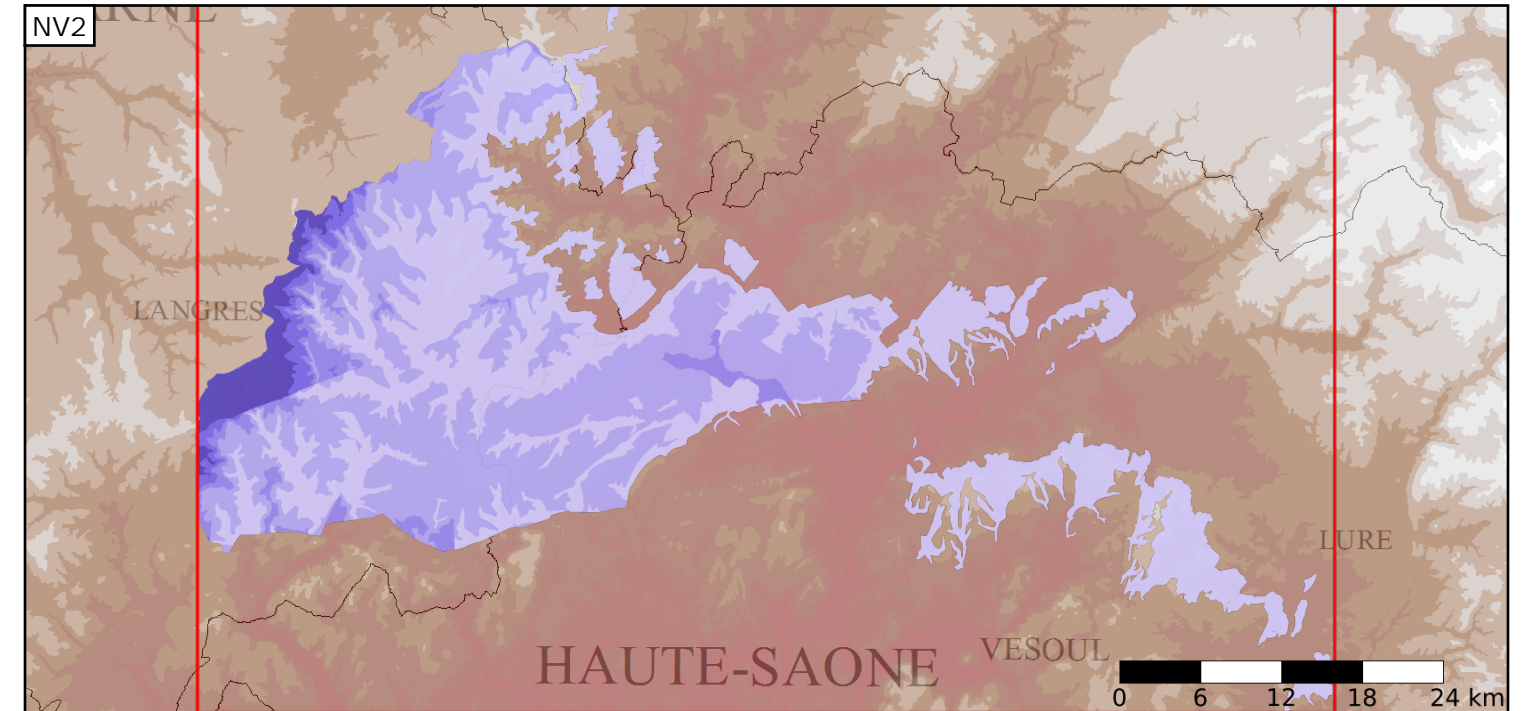 NV2
LANGRES
LURE
VESOUL
HAUTE-SAONE
0 6 12 18 24 km